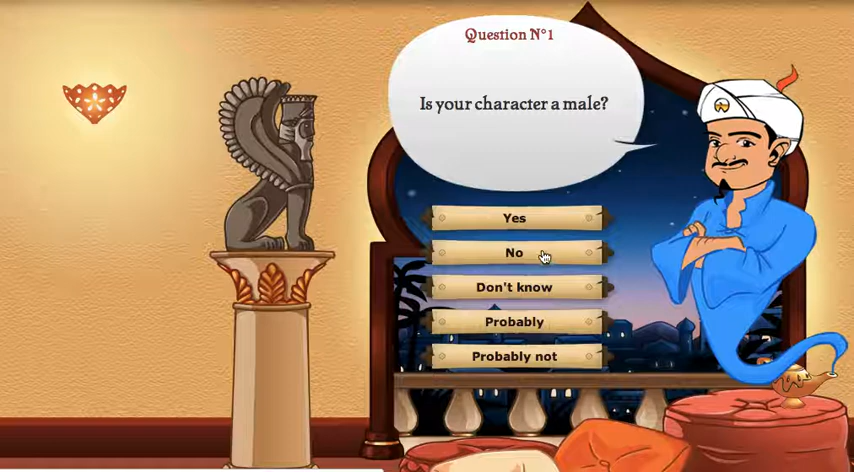 Question N°1
Is your character a male?
Yes
No
Don't know
Probably
Probably not